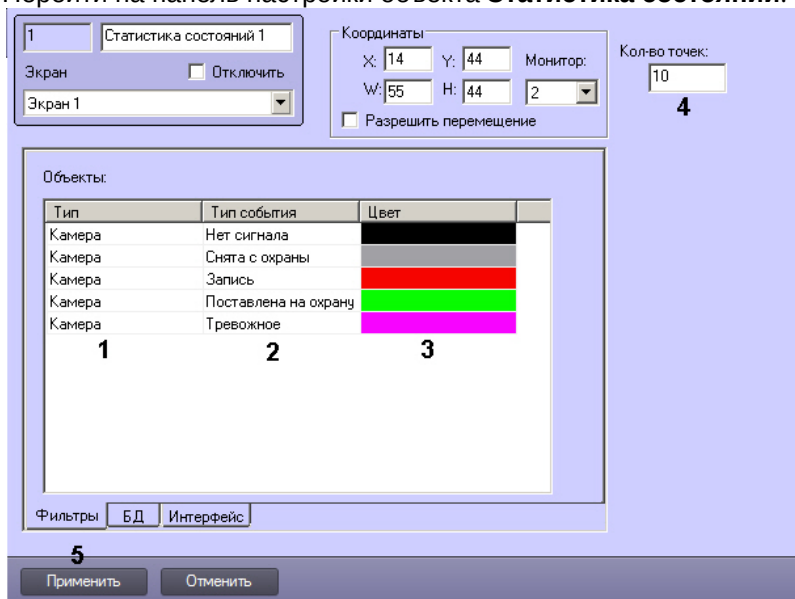 Перейти на панель настройки объекта Статистика состояний.
1 Статистика состояний 1
Экран Отключить
Экран 1
Координаты
X: 14 Y: 44 Монитор:
W: 55 H: 44 2
Разрешить перемещение
Кол-во точек:
10
4
Объекты:
Тип Тип события Цвет
Камера Нет сигнала
Камера Снята с охраны
Камера Запись
Камера Поставлена на охрану
Камера Тревожное
1 2 3
Фильтры БД Интерфейс
5
Применить Отменить